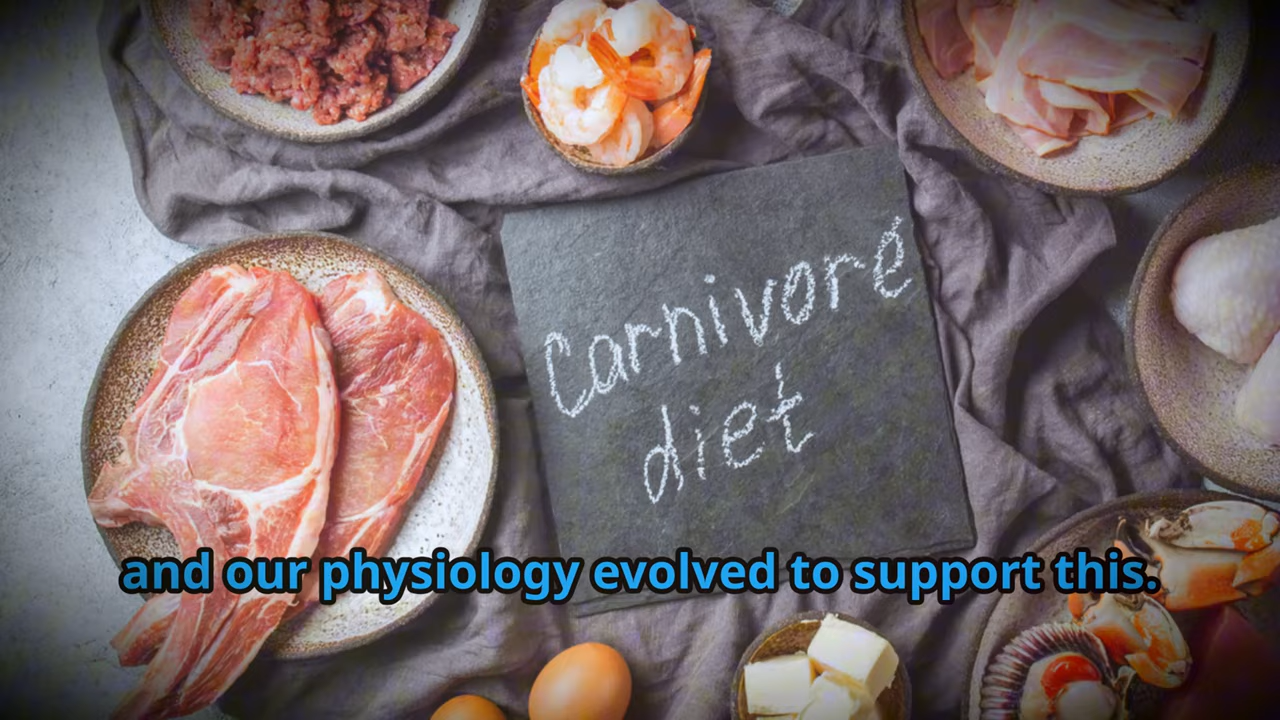 Carnivore
diet
and our physiology evolved to support this.